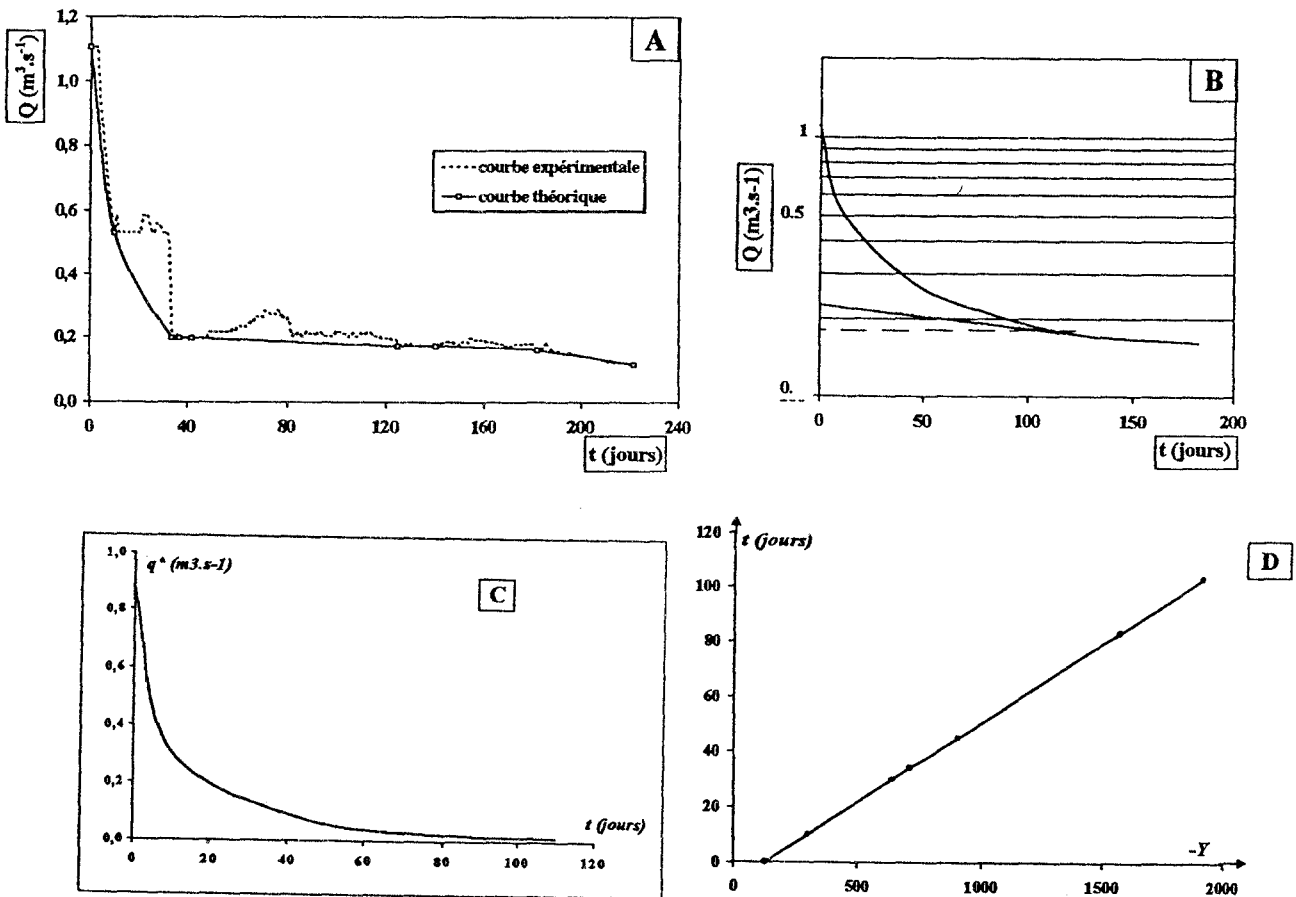 A
Q (m³.s⁻¹)
1,2
1,0
0,8
0,6
0,4
0,2
0,0
courbe expérimentale
courbe théorique
0 40 80 120 160 200 240
t (jours)
B
Q (m3.s-1)
1
0.5
0.
0 50 100 150 200
t (jours)
C
q* (m3.s-1)
1,0
0,8
0,6
0,4
0,2
0,0
t (jours)
0 20 40 60 80 100 120
D
t (jours)
120
100
80
60
40
20
0
-Y
0 500 1000 1500 2000